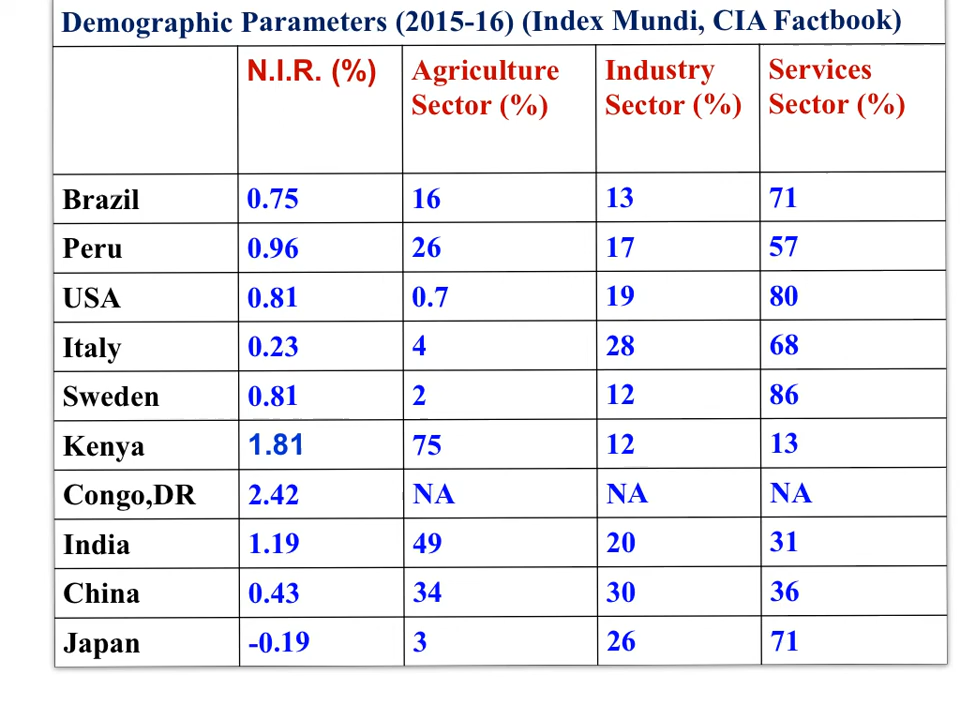 Demographic Parameters (2015-16) (Index Mundi, CIA Factbook)
N.I.R. (%) Agriculture Sector (%) Industry Sector (%) Services Sector (%)
Brazil 0.75 16 13 71
Peru 0.96 26 17 57
USA 0.81 0.7 19 80
Italy 0.23 4 28 68
Sweden 0.81 2 12 86
Kenya 1.81 75 12 13
Congo,DR 2.42 NA NA NA
India 1.19 49 20 31
China 0.43 34 30 36
Japan -0.19 3 26 71